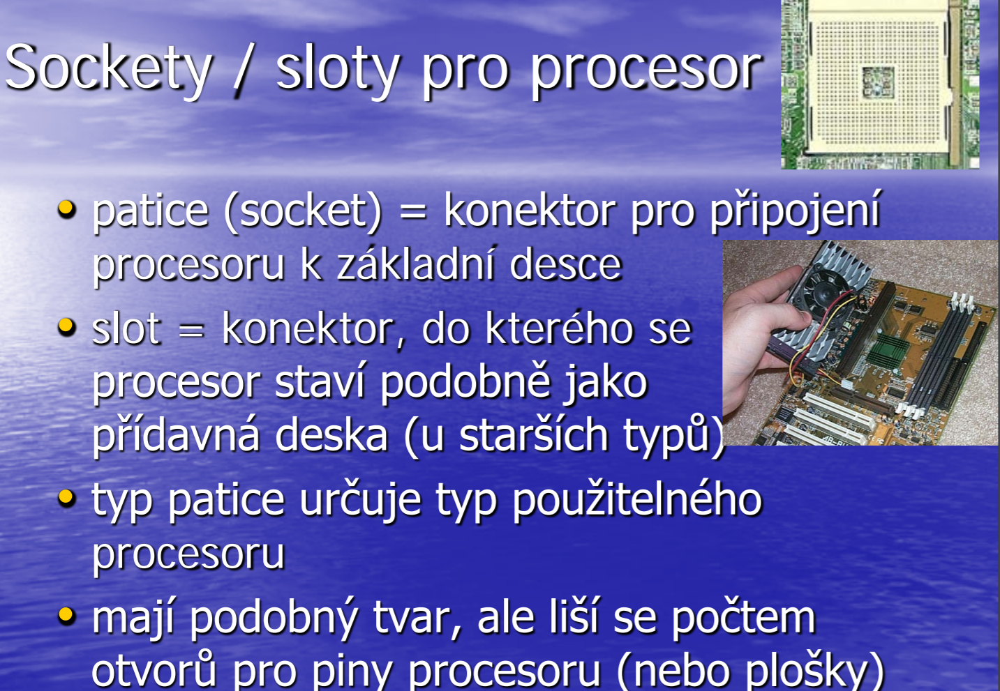 Sockety / sloty pro procesor
• patice (socket) = konektor pro připojení
procesoru k základní desce
• slot = konektor, do kterého se
procesor staví podobně jako
přídavná deska (u starších typů)
• typ patice určuje typ použitelného
procesoru
• mají podobný tvar, ale liší se počtem
otvorů pro piny procesoru (nebo plošky)